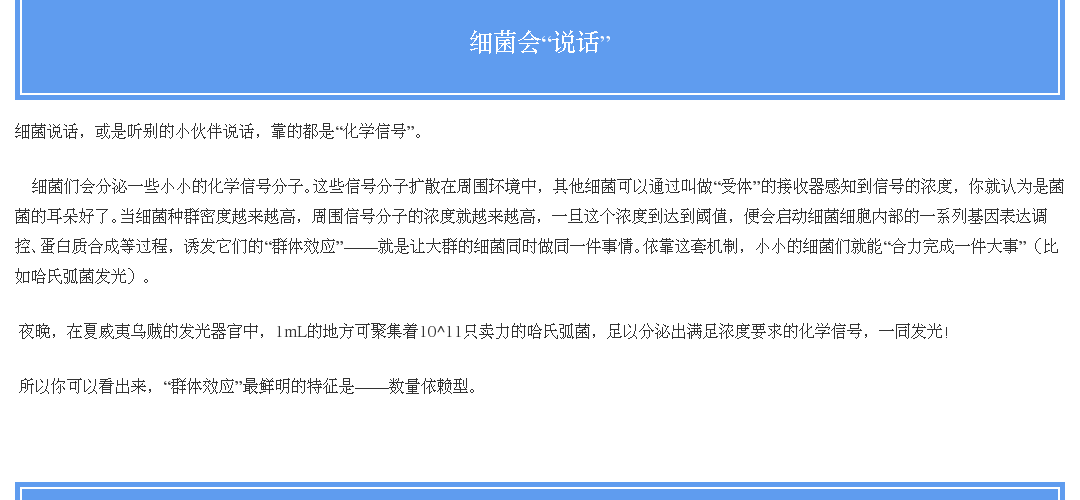 细菌会“说话”
细菌说话，或是听别的小伙伴说话，靠的都是“化学信号”。
细菌们会分泌一些小小的化学信号分子。这些信号分子扩散在周围环境中，其他细菌可以通过叫做“受体”的接收器感知到信号的浓度，你就认为是菌
菌的耳朵好了。当细菌种群密度越来越高，周围信号分子的浓度就越来越高，一旦这个浓度到达到阈值，便会启动细菌细胞内部的一系列基因表达调
控、蛋白质合成等过程，诱发它们的“群体效应”——就是让大群的细菌同时做同一件事情。依靠这套机制，小小的细菌们就能“合力完成一件大事”（比
如哈氏弧菌发光）。
夜晚，在夏威夷乌贼的发光器官中，1mL的地方可聚集着10^11只卖力的哈氏弧菌，足以分泌出满足浓度要求的化学信号，一同发光！
所以你可以看出来，“群体效应”最鲜明的特征是——数量依赖型。